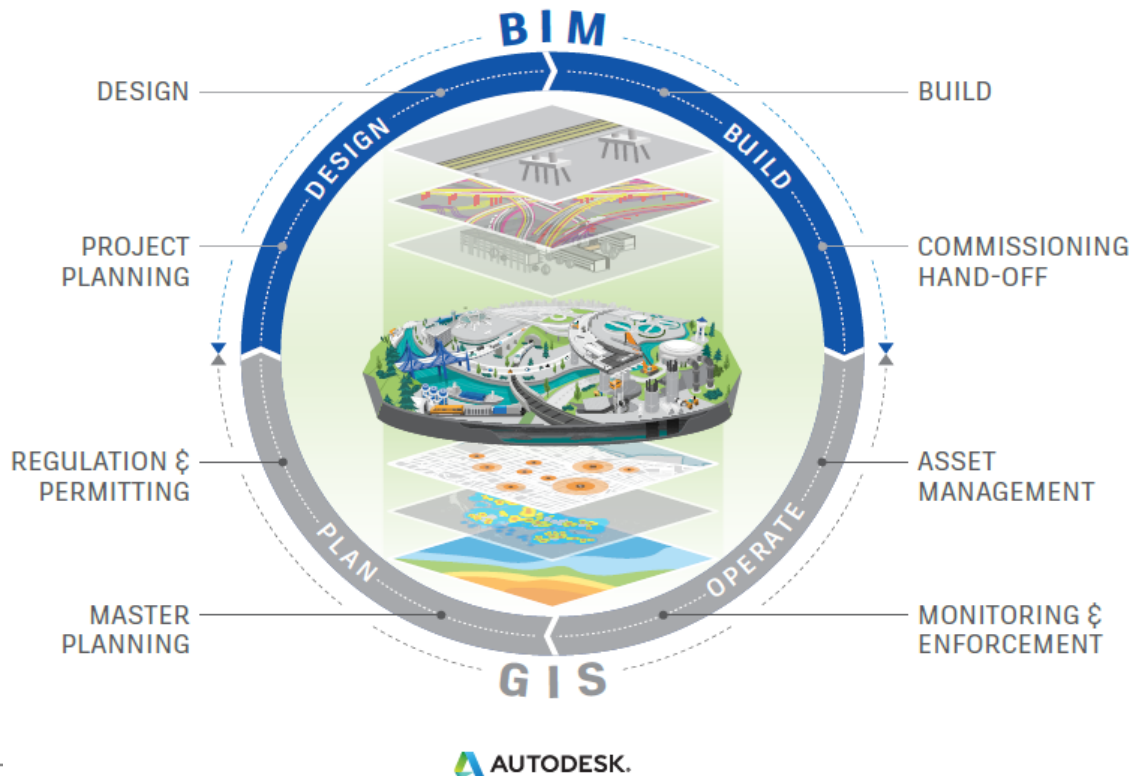 BIM
DESIGN
BUILD
DESIGN
BUILD
PROJECT
PLANNING
COMMISSIONING
HAND-OFF
REGULATION &
PERMITTING
ASSET
MANAGEMENT
PLAN
OPERATE
MASTER
PLANNING
MONITORING &
ENFORCEMENT
GIS
AUTODESK.